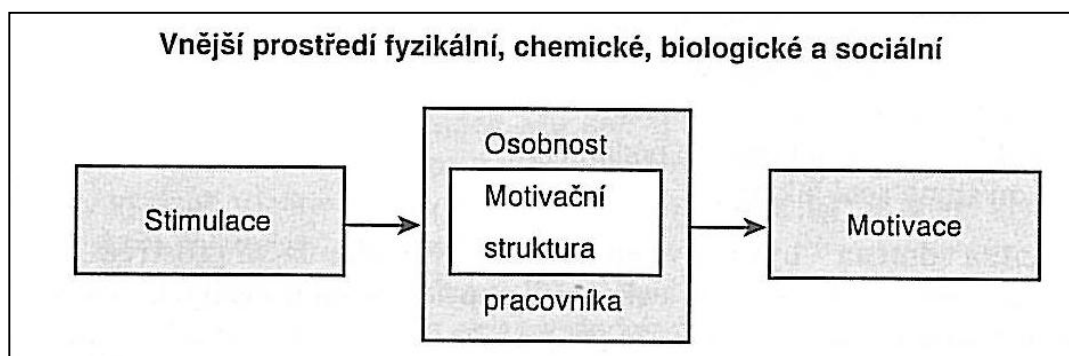 Vnější prostředí fyzikální, chemické, biologické a sociální
Stimulace
Osobnost
Motivační
struktura
pracovníka
Motivace